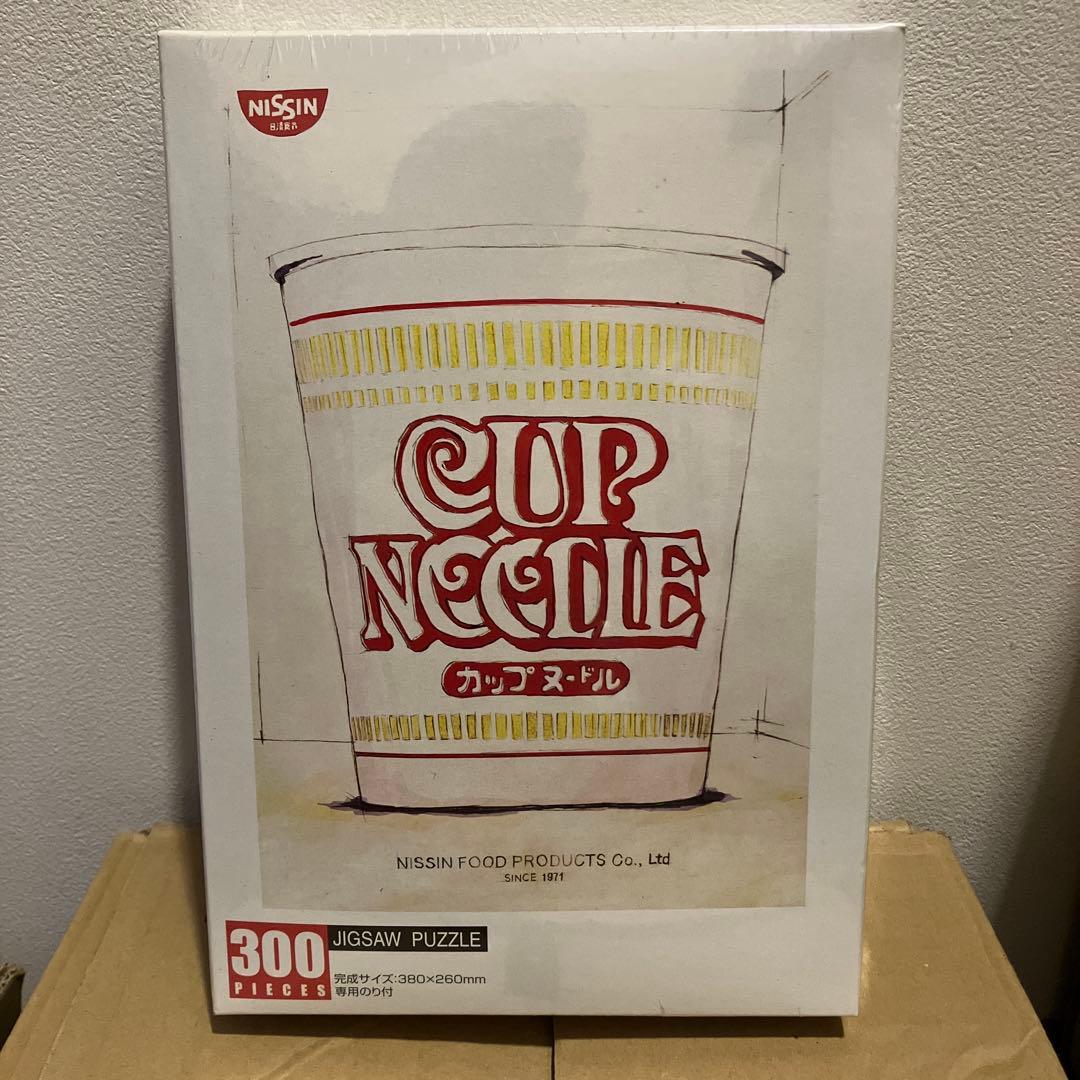 NISSIN
日清食品
CUP
NOODLE
カップヌードル
NISSIN FOOD PRODUCTS Co., Ltd
SINCE 1971
300
PIECES
JIGSAW PUZZLE
完成サイズ:380×260mm
専用のり付